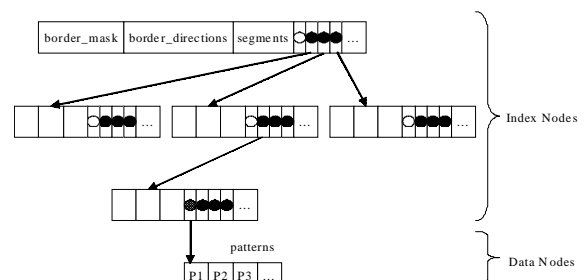 border_mask border_directions segments ...
... ... ...
Index Nodes
...
patterns
Data Nodes
P1 P2 P3 ...